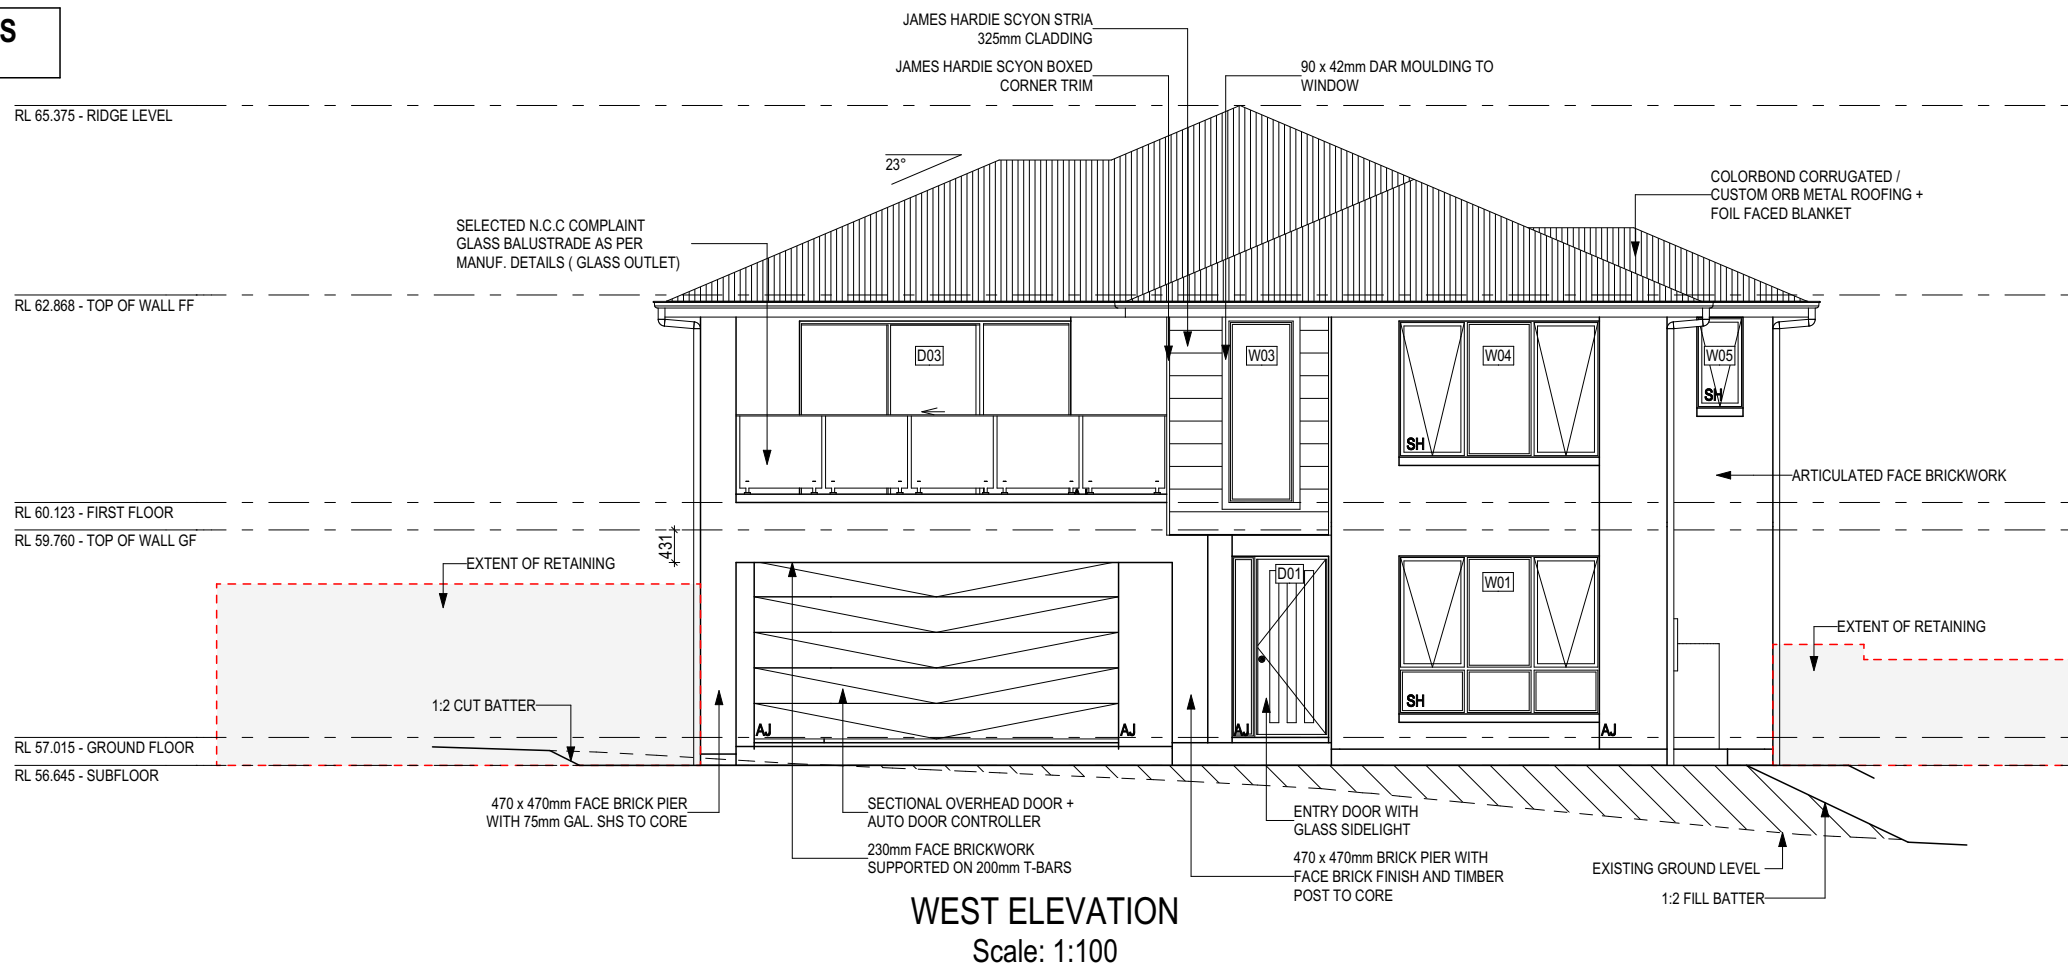 S
JAMES HARDIE SCYON STRIA
325mm CLADDING
JAMES HARDIE SCYON BOXED
CORNER TRIM
90 x 42mm DAR MOULDING TO
WINDOW
RL 65.375 - RIDGE LEVEL
23°
COLORBOND CORRUGATED /
CUSTOM ORB METAL ROOFING +
FOIL FACED BLANKET
SELECTED N.C.C COMPLAINT
GLASS BALUSTRADE AS PER
MANUF. DETAILS ( GLASS OUTLET)
RL 62.868 - TOP OF WALL FF
D03
W03
W04
W05
SH
SH
ARTICULATED FACE BRICKWORK
RL 60.123 - FIRST FLOOR
RL 59.760 - TOP OF WALL GF
431
EXTENT OF RETAINING
D01
W01
EXTENT OF RETAINING
SH
1:2 CUT BATTER
AJ
AJ
AJ
AJ
RL 57.015 - GROUND FLOOR
RL 56.645 - SUBFLOOR
470 x 470mm FACE BRICK PIER
WITH 75mm GAL. SHS TO CORE
SECTIONAL OVERHEAD DOOR +
AUTO DOOR CONTROLLER
ENTRY DOOR WITH
GLASS SIDELIGHT
230mm FACE BRICKWORK
SUPPORTED ON 200mm T-BARS
470 x 470mm BRICK PIER WITH
FACE BRICK FINISH AND TIMBER
POST TO CORE
EXISTING GROUND LEVEL
1:2 FILL BATTER
WEST ELEVATION
Scale: 1:100